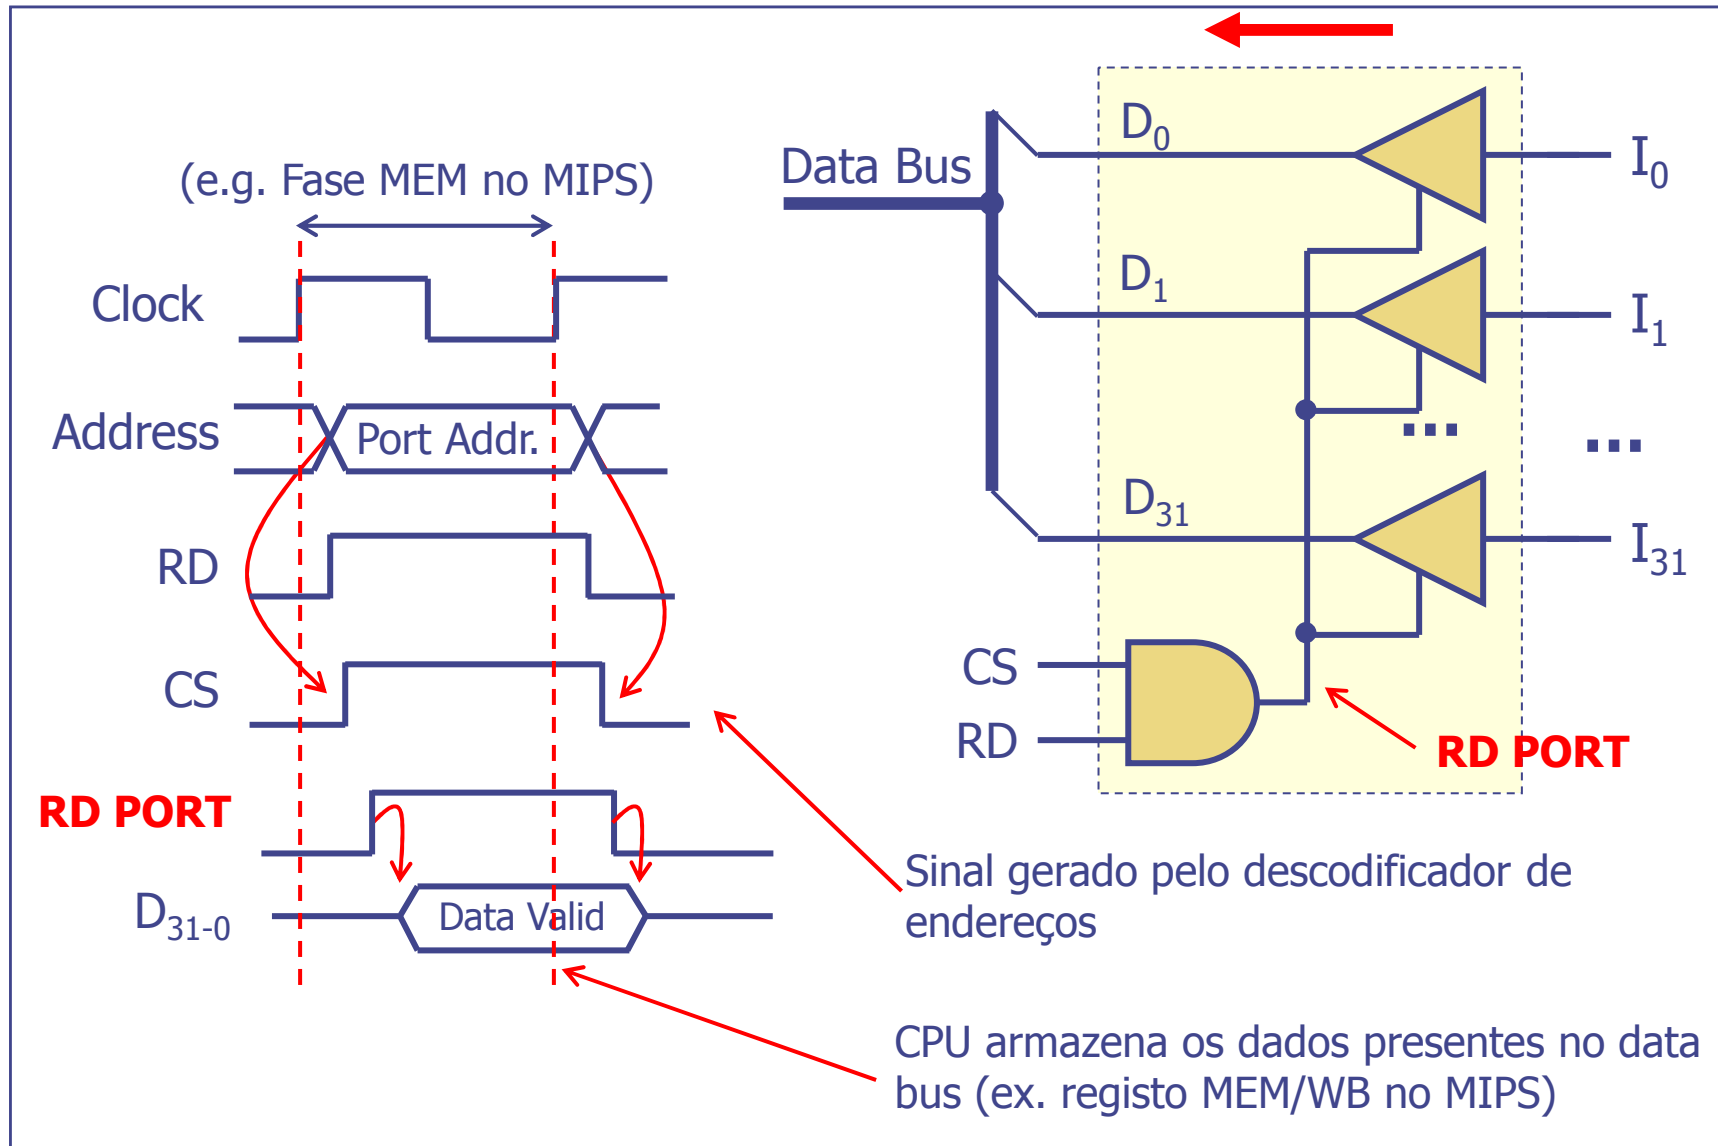 (e.g. Fase MEM no MIPS)
Clock
Address
Port Addr.
RD
CS
RD PORT
D31-0
Data Valid
Data Bus
D0
I0
D1
I1
...
...
D31
I31
CS
RD
RD PORT
Sinal gerado pelo descodificador de
endereços
CPU armazena os dados presentes no data
bus (ex. registo MEM/WB no MIPS)